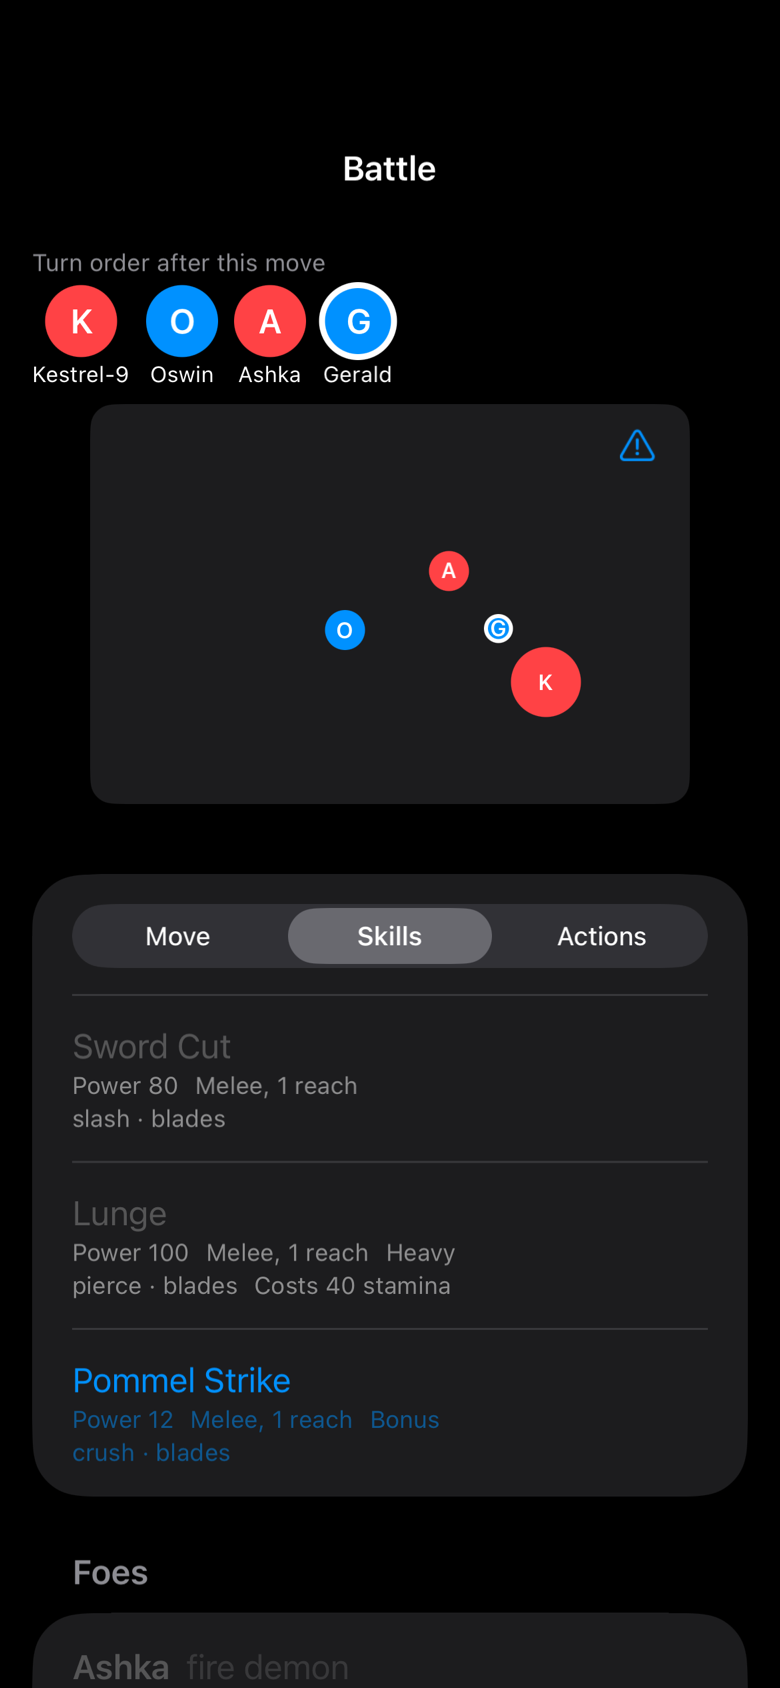 Battle
Turn order after this move
K O A G
Kestrel-9 Oswin Ashka Gerald
A
O G
K
Move Skills Actions
Sword Cut
Power 80 Melee, 1 reach
slash · blades
Lunge
Power 100 Melee, 1 reach Heavy
pierce · blades Costs 40 stamina
Pommel Strike
Power 12 Melee, 1 reach Bonus
crush · blades
Foes
Ashka fire demon